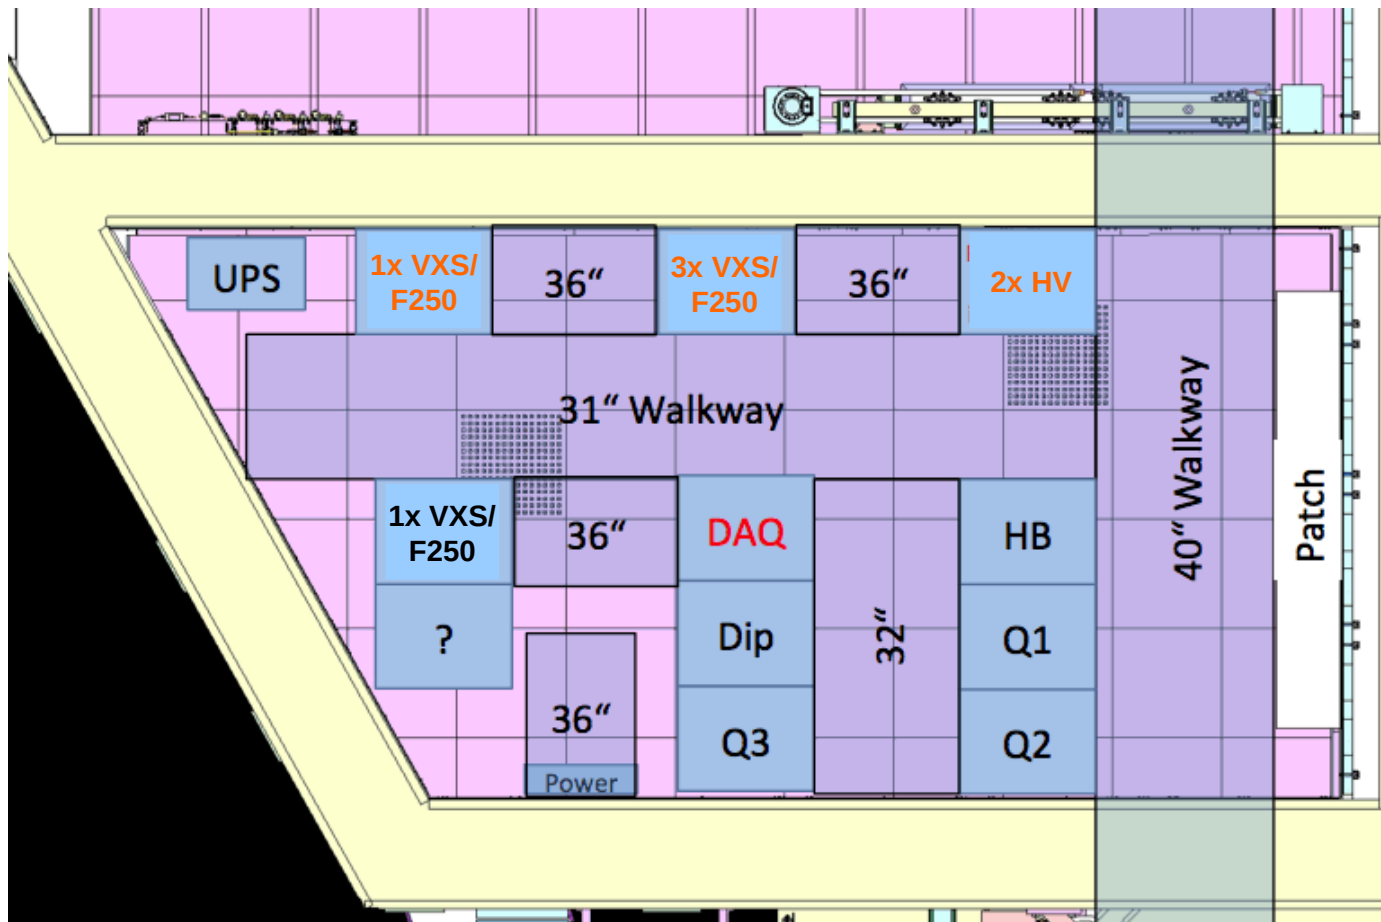 UPS
1x VXS/
F250
36“
3x VXS/
F250
36“
2x HV
31“ Walkway
40“ Walkway
Patch
1x VXS/
F250
36“
DAQ
HB
?
Dip
32“
Q1
36“
Q3
Q2
Power